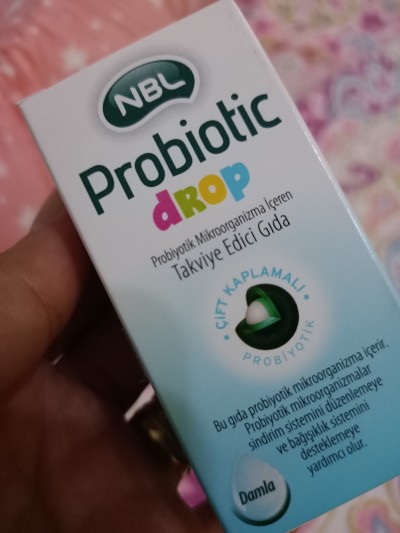 NBL
Probiotic
DROP
Probiyotik Mikroorganizma İçeren
Takviye Edici Gıda
ÇİFT KAPLAMALI
PROBİYOTİK
Bu gıda probiyotik mikroorganizma içerir.
Probiyotik mikroorganizmalar
sindirim sistemini düzenlemeye
ve bağışıklık sistemini
desteklemeye
yardımcı olur.
Damla